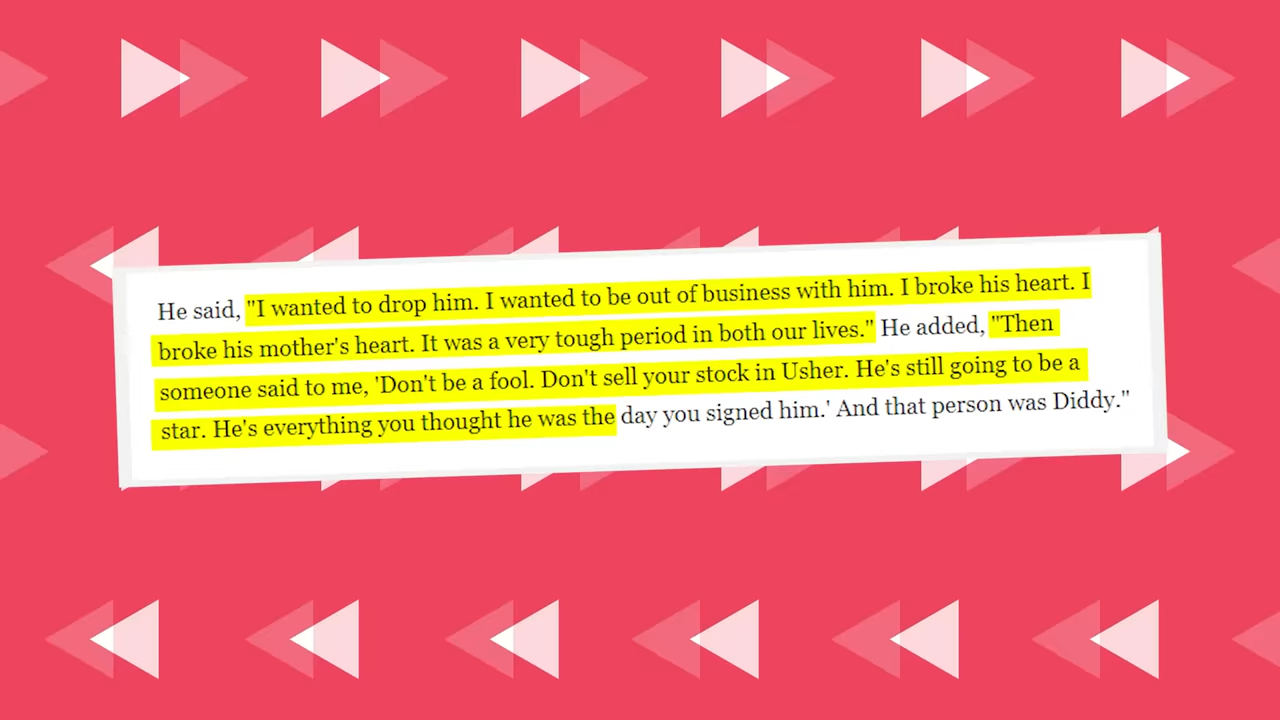 He said, "I wanted to drop him. I wanted to be out of business with him. I broke his heart. I
broke his mother's heart. It was a very tough period in both our lives." He added, "Then
someone said to me, 'Don't be a fool. Don't sell your stock in Usher. He's still going to be a
star. He's everything you thought he was the day you signed him.' And that person was Diddy."